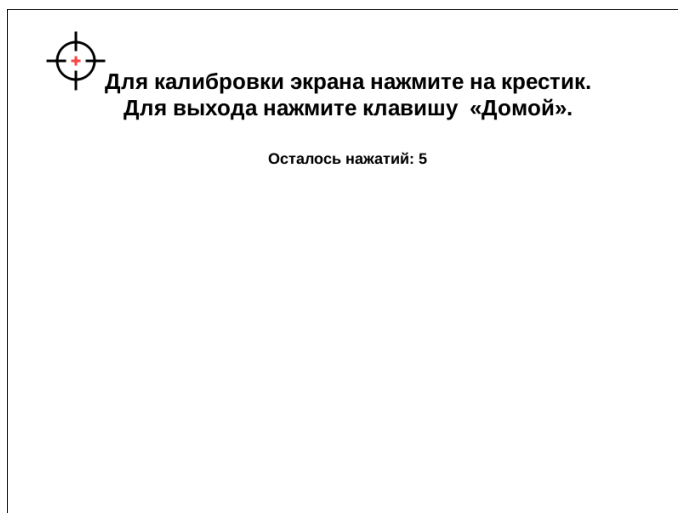 Для калибровки экрана нажмите на крестик.
Для выхода нажмите клавишу «Домой».
Осталось нажатий: 5